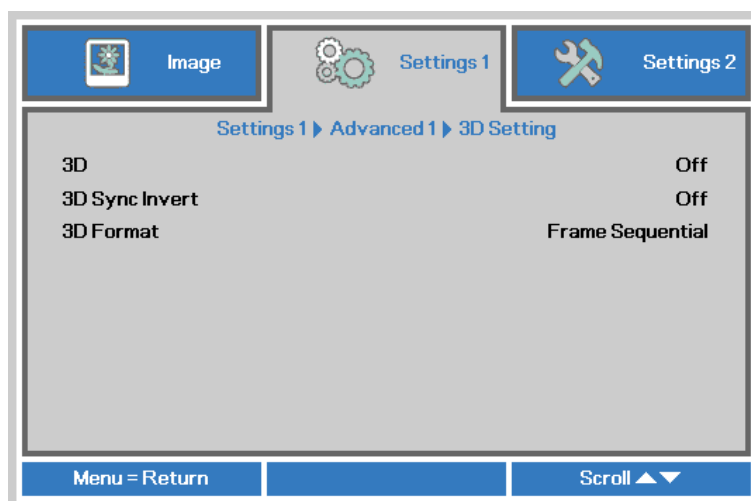 Image
Settings 1
Settings 2
Settings 1 ▶ Advanced 1 ▶ 3D Setting
3D Off
3D Sync Invert Off
3D Format Frame Sequential
Menu = Return
Scroll ▲▼